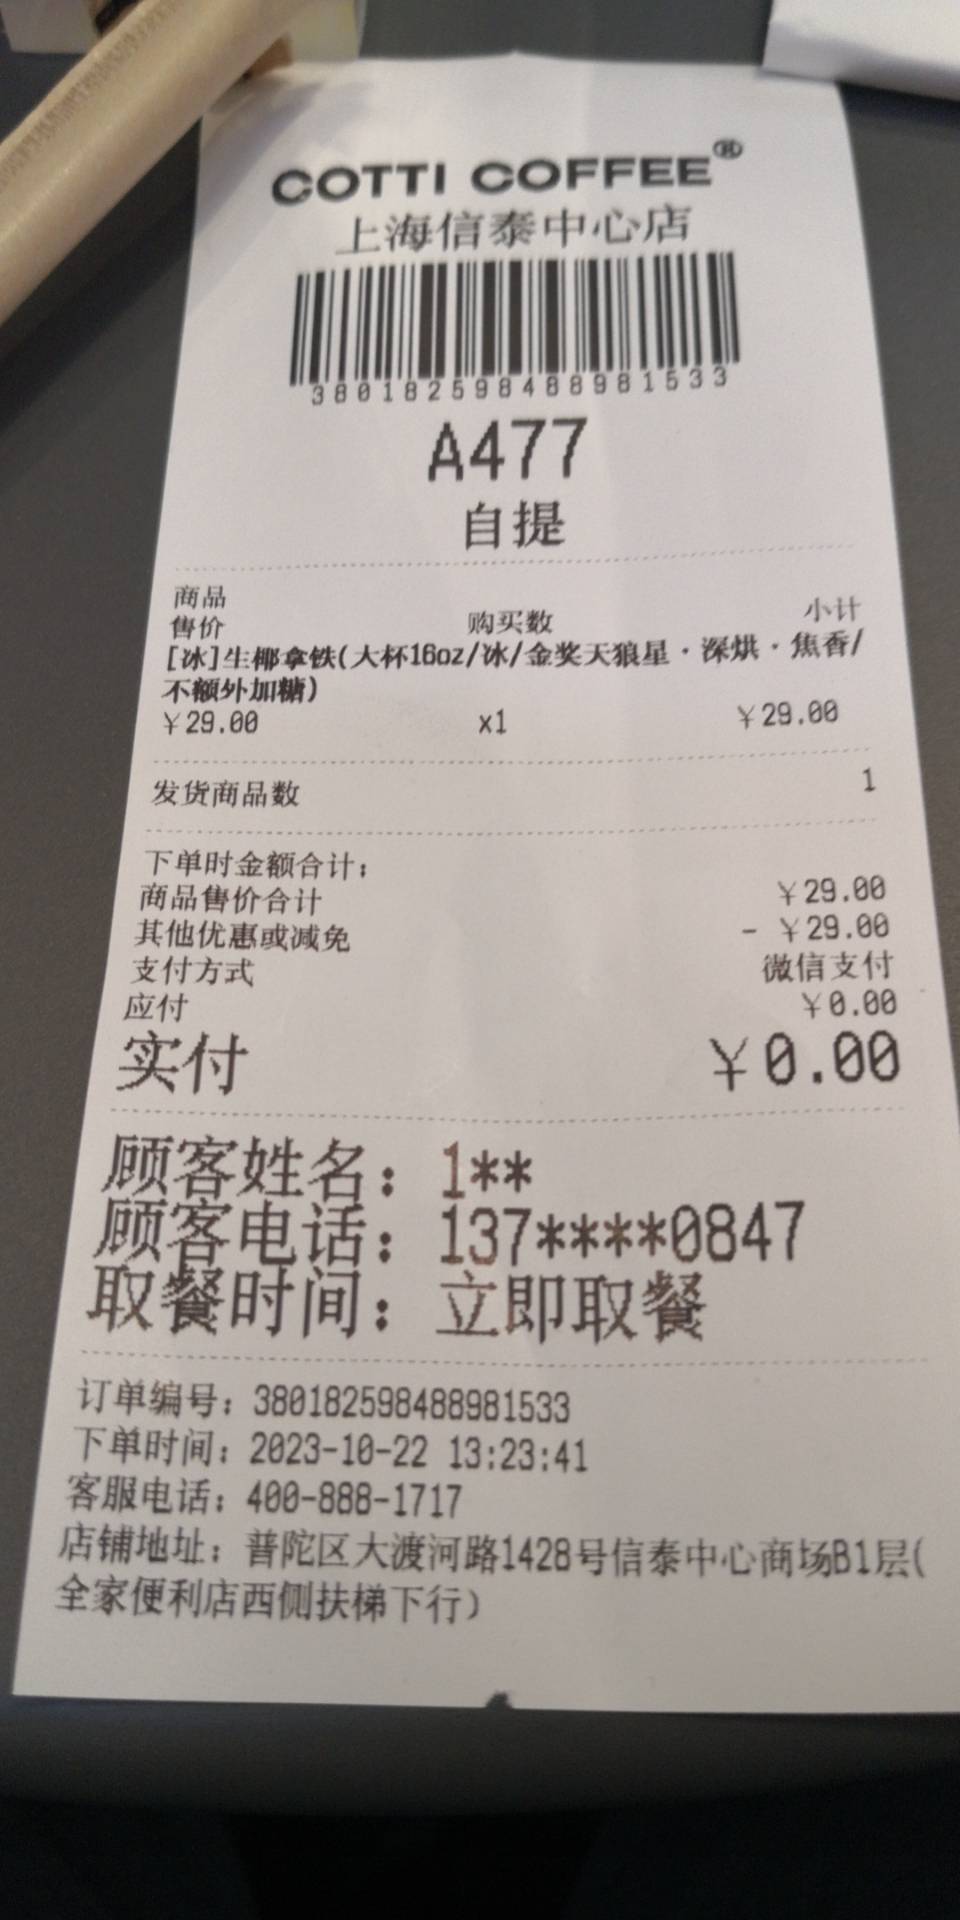 COTTI COFFEE®
上海信泰中心店
380182598488981533
A477
自提
商品
售价 购买数 小计
[冰]生椰拿铁(大杯16oz/冰/金奖天狼星·深烘·焦香/
不额外加糖)
￥29.00 x1 ￥29.00
发货商品数 1
下单时金额合计:
商品售价合计 ￥29.00
其他优惠或减免 - ￥29.00
支付方式 微信支付
应付 ￥0.00
实付 ￥0.00
顾客姓名: 1**
顾客电话: 137****0847
取餐时间: 立即取餐
订单编号: 380182598488981533
下单时间: 2023-10-22 13:23:41
客服电话: 400-888-1717
店铺地址: 普陀区大渡河路1428号信泰中心商场B1层(
全家便利店西侧扶梯下行)